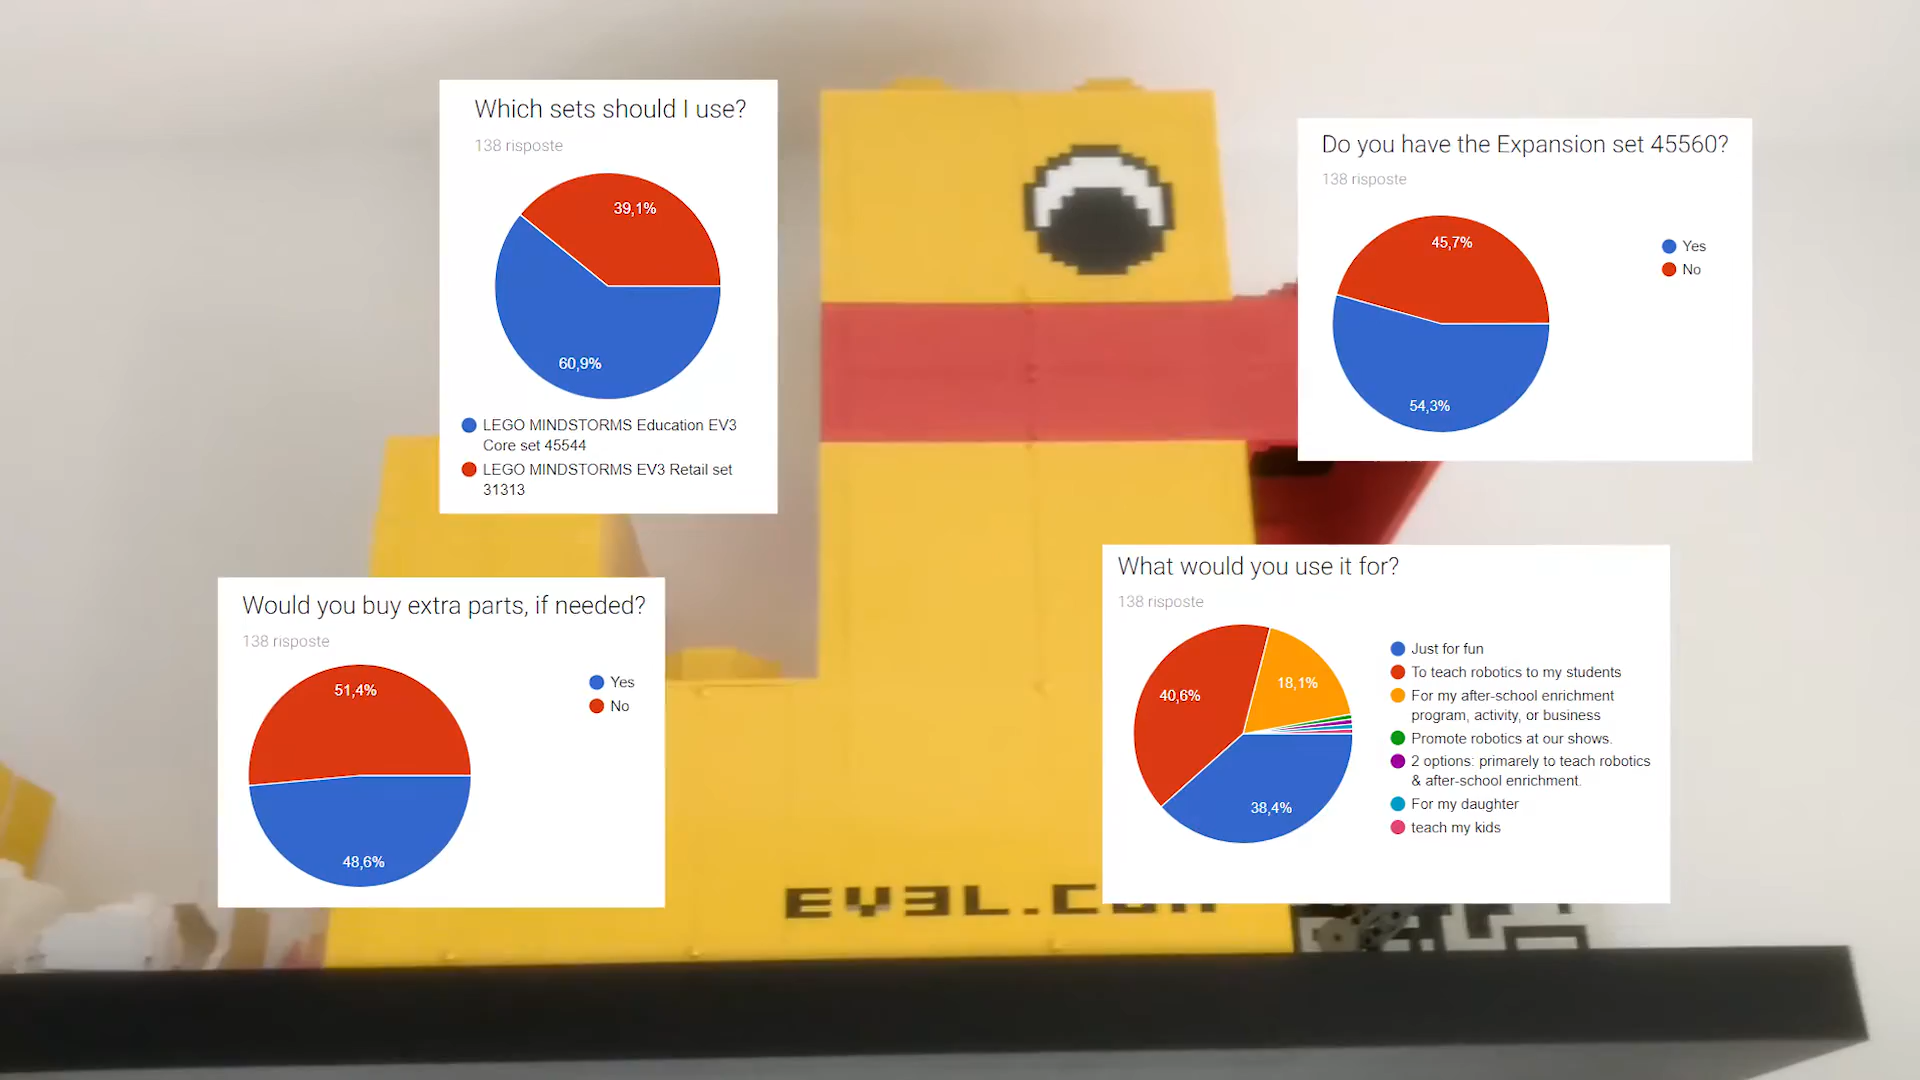 Which sets should I use?
138 risposte
39,1%
60,9%
LEGO MINDSTORMS Education EV3
Core set 45544
LEGO MINDSTORMS EV3 Retail set
31313
Do you have the Expansion set 45560?
138 risposte
45,7%
54,3%
Yes
No
Would you buy extra parts, if needed?
138 risposte
51,4%
48,6%
Yes
No
What would you use it for?
138 risposte
40,6%
18,1%
38,4%
Just for fun
To teach robotics to my students
For my after-school enrichment
program, activity, or business
Promote robotics at our shows.
2 options: primarely to teach robotics
& after-school enrichment.
For my daughter
teach my kids